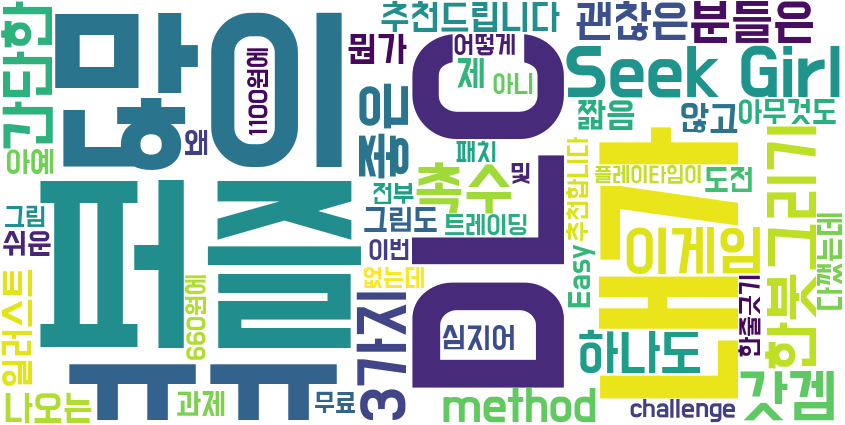 추천드립니다
괜찮은
분들은
간단한
많이
1100원에
뭔가
어떻게
제
아니
Seek Girl
왜
좋은
짧음
않고
아무것도
아예
패치
및
플레이타임이
도전
퍼즐
DLC
전부
촉수
추천합니다
내가
한붓그리기
그림
쉬운
그림도
트레이딩
이번
이게임
다깼는데
일러스트
660원에
3가지
없는데
Easy
한줄긋기
심지어
하나도
ㅠㅠ
나오는
과제
무료
method
challenge
갓겜